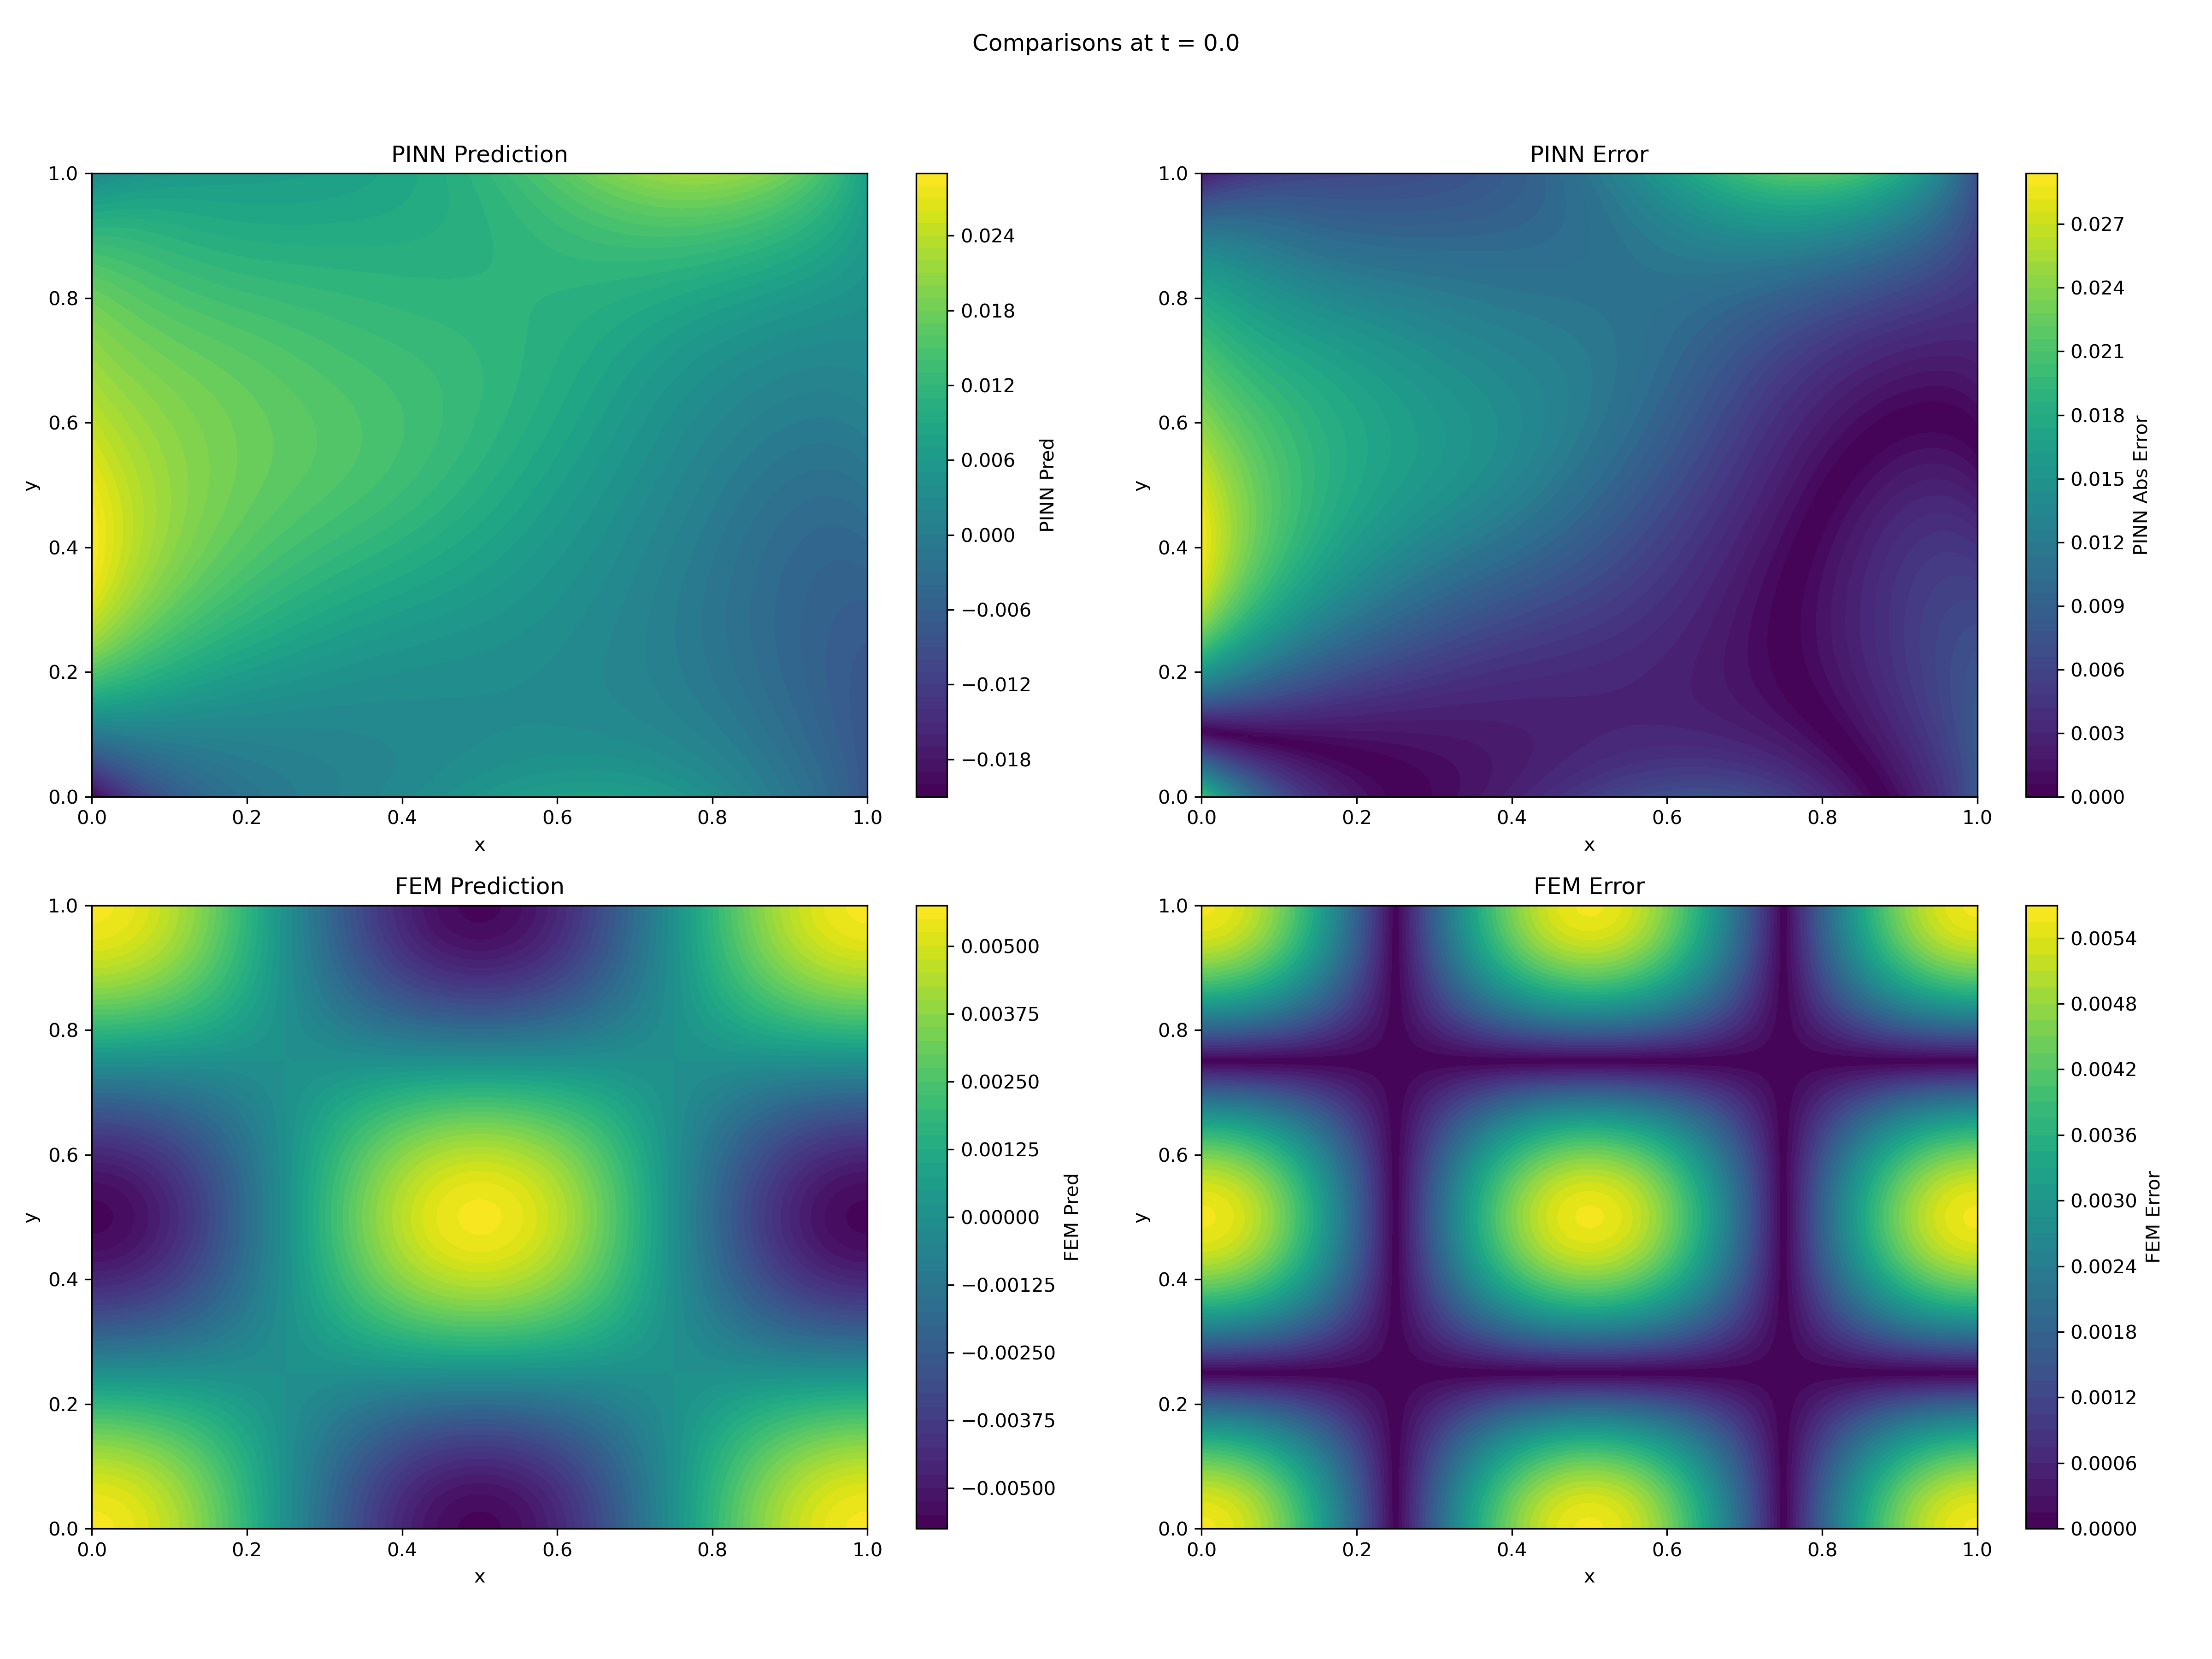 Comparisons at t = 0.0
PINN Prediction
1.0
0.8
0.6
0.4
0.2
0.0
y
0.0 0.2 0.4 0.6 0.8 1.0
x
0.024
0.018
0.012
0.006
0.000
−0.006
−0.012
−0.018
PINN Pred
PINN Error
1.0
0.8
0.6
0.4
0.2
0.0
y
0.0 0.2 0.4 0.6 0.8 1.0
x
0.027
0.024
0.021
0.018
0.015
0.012
0.009
0.006
0.003
0.000
PINN Abs Error
FEM Prediction
1.0
0.8
0.6
0.4
0.2
0.0
y
0.0 0.2 0.4 0.6 0.8 1.0
x
0.00500
0.00375
0.00250
0.00125
0.00000
−0.00125
−0.00250
−0.00375
−0.00500
FEM Pred
FEM Error
1.0
0.8
0.6
0.4
0.2
0.0
y
0.0 0.2 0.4 0.6 0.8 1.0
x
0.0054
0.0048
0.0042
0.0036
0.0030
0.0024
0.0018
0.0012
0.0006
0.0000
FEM Error